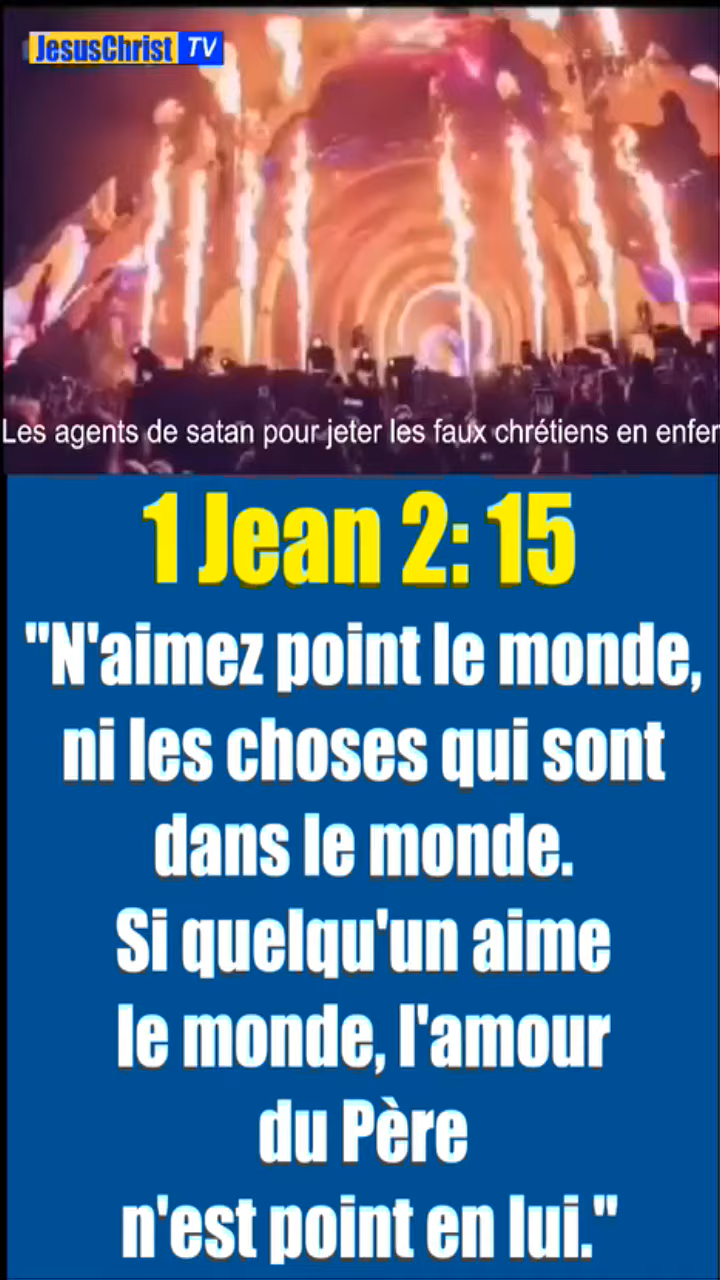 JesusChrist TV
Les agents de satan pour jeter les faux chrétiens en enfer
1 Jean 2: 15
"N'aimez point le monde,
ni les choses qui sont
dans le monde.
Si quelqu'un aime
le monde, l'amour
du Père
n'est point en lui."